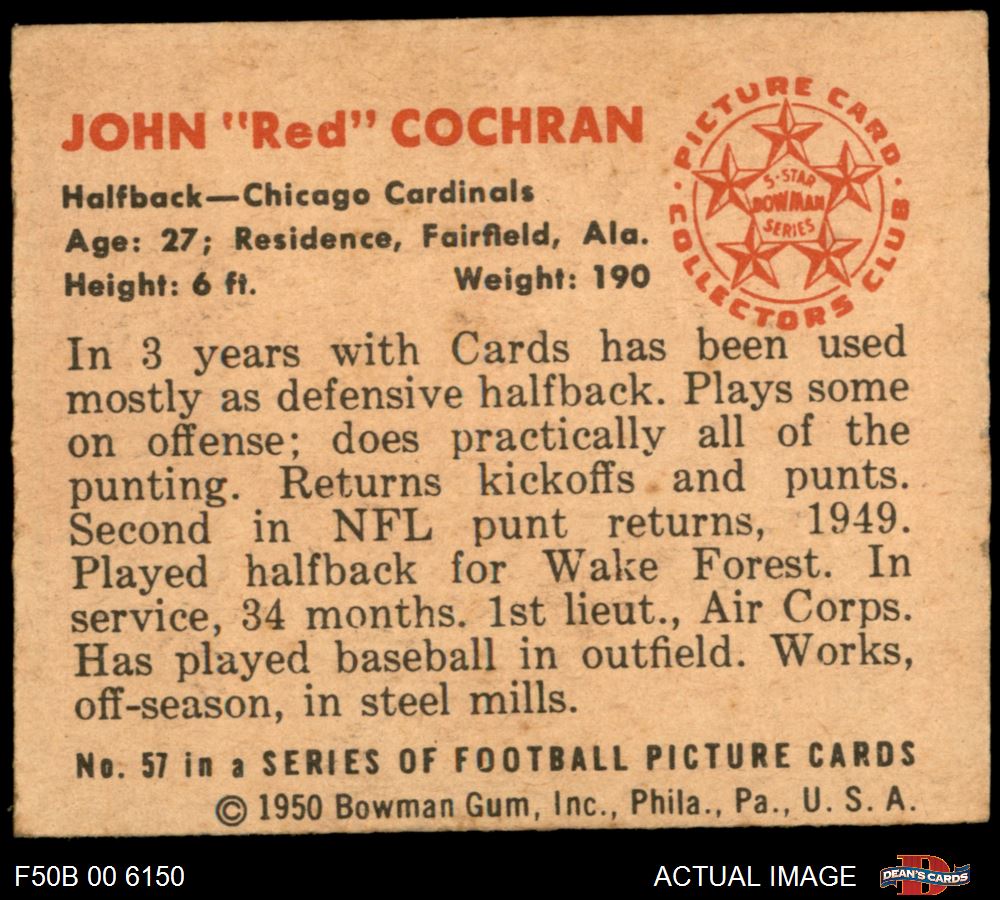 JOHN "Red" COCHRAN
Halfback—Chicago Cardinals
Age: 27; Residence, Fairfield, Ala.
Height: 6 ft. Weight: 190
PICTURE CARD
COLLECTORS CLUB
5-STAR
BOWMAN
SERIES
In 3 years with Cards has been used
mostly as defensive halfback. Plays some
on offense; does practically all of the
punting. Returns kickoffs and punts.
Second in NFL punt returns, 1949.
Played halfback for Wake Forest. In
service, 34 months. 1st lieut., Air Corps.
Has played baseball in outfield. Works,
off-season, in steel mills.
No. 57 in a SERIES OF FOOTBALL PICTURE CARDS
© 1950 Bowman Gum, Inc., Phila., Pa., U. S. A.
F50B 00 6150
ACTUAL IMAGE
D
DEAN'S CARDS